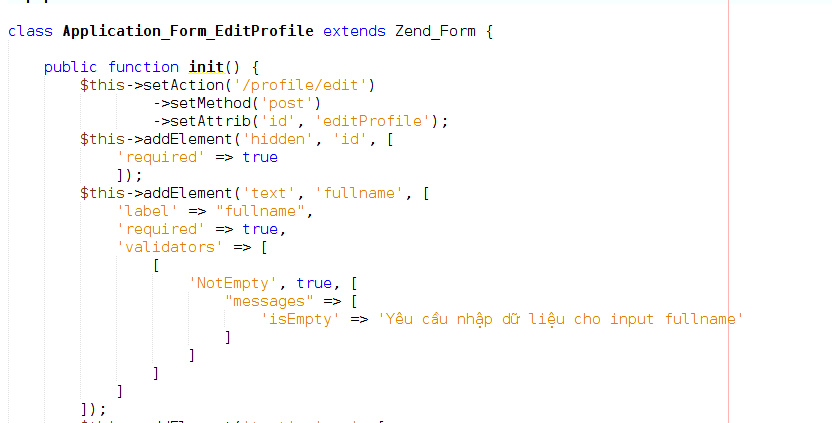 class Application_Form_EditProfile extends Zend_Form {
public function init() {
$this->setAction('/profile/edit')
->setMethod('post')
->setAttrib('id', 'editProfile');
$this->addElement('hidden', 'id', [
'required' => true
]);
$this->addElement('text', 'fullname', [
'label' => "fullname",
'required' => true,
'validators' => [
[
'NotEmpty', true, [
"messages" => [
'isEmpty' => 'Yêu cầu nhập dữ liệu cho input fullname'
]
]
]
]
]);